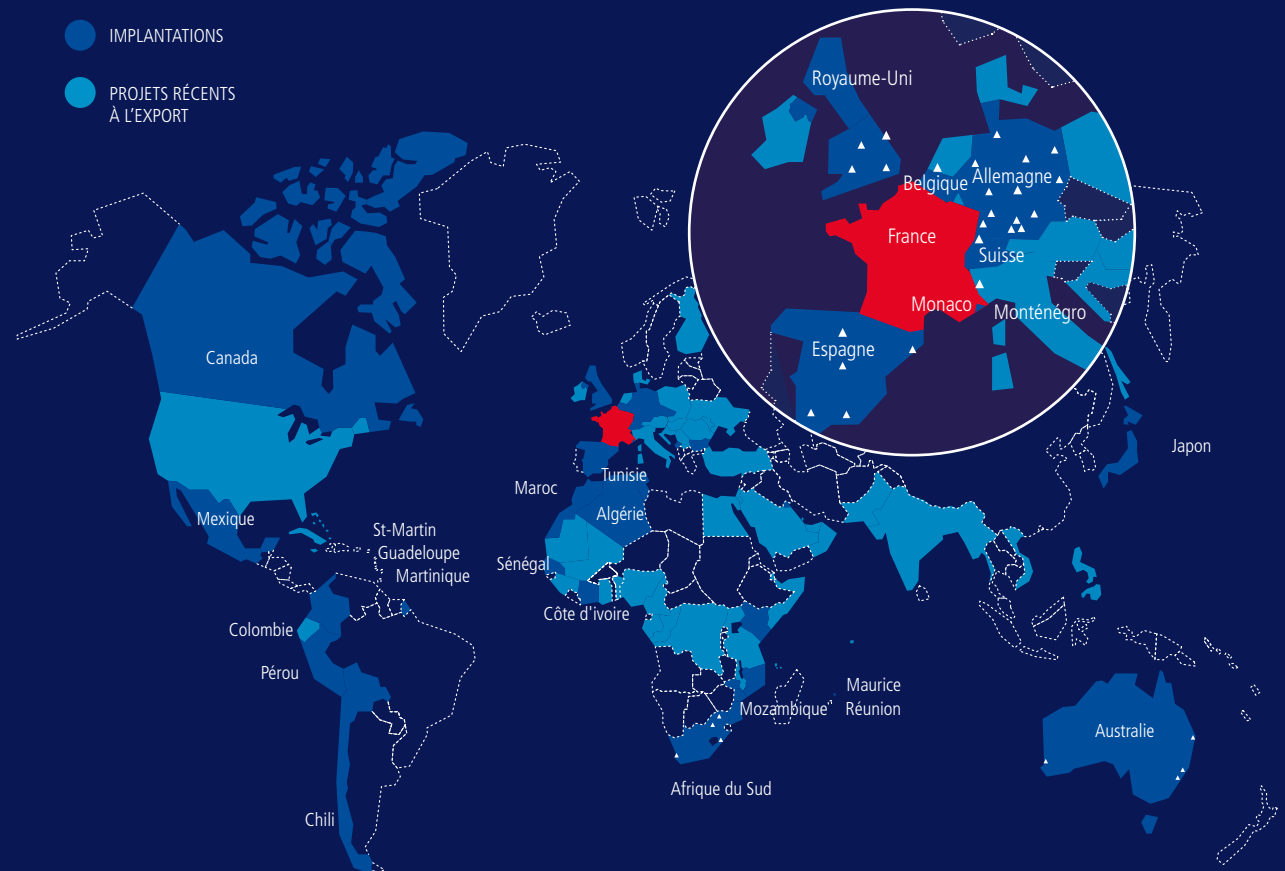 IMPLANTATIONS
PROJETS RÉCENTS
À L'EXPORT
Royaume-Uni
Belgique
Allemagne
France
Suisse
Monaco
Monténégro
Espagne
Canada
Japon
Tunisie
Maroc
Algérie
Mexique
St-Martin
Guadeloupe
Martinique
Sénégal
Côte d'ivoire
Colombie
Pérou
Maurice
Mozambique
Réunion
Australie
Afrique du Sud
Chili